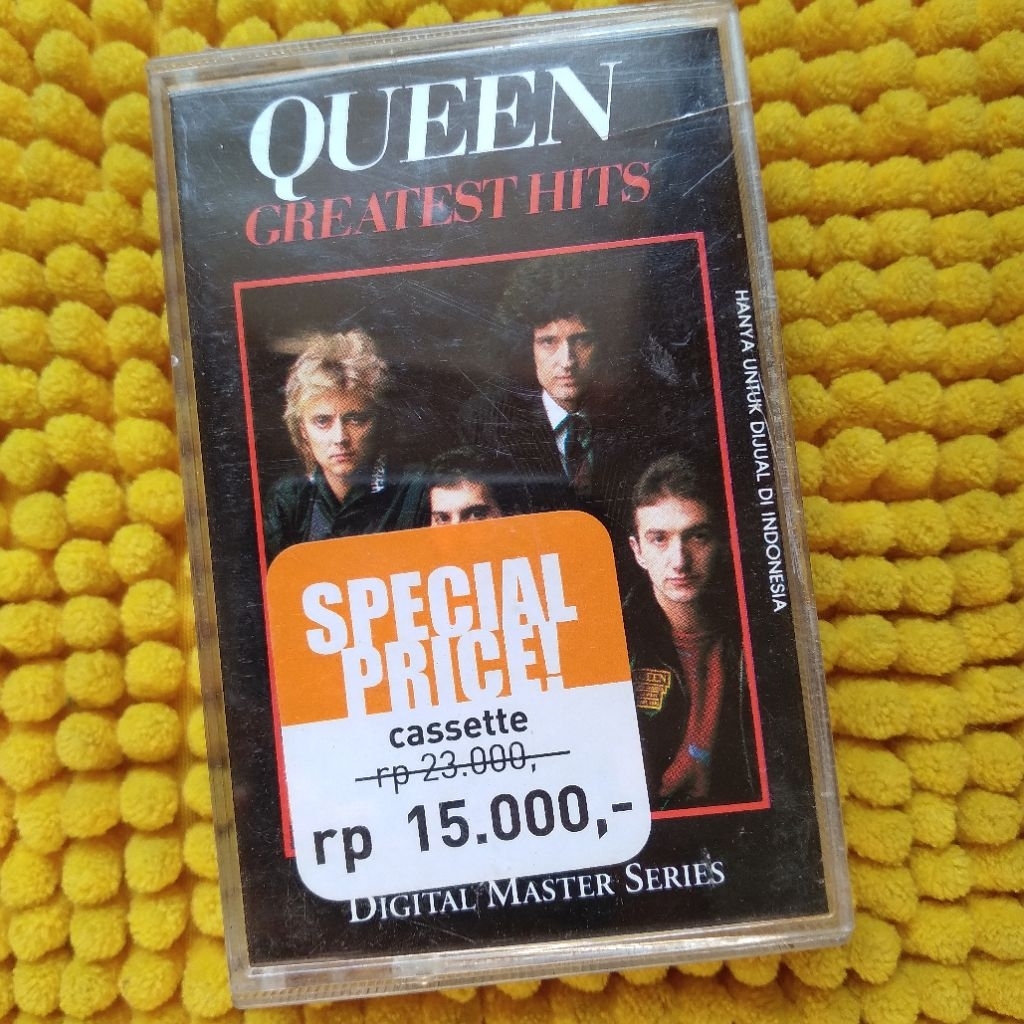 QUEEN
GREATEST HITS
HANYA UNTUK DIJUAL DI INDONESIA
SPECIAL
PRICE!
cassette
rp 23.000,-
rp 15.000,-
DIGITAL MASTER SERIES